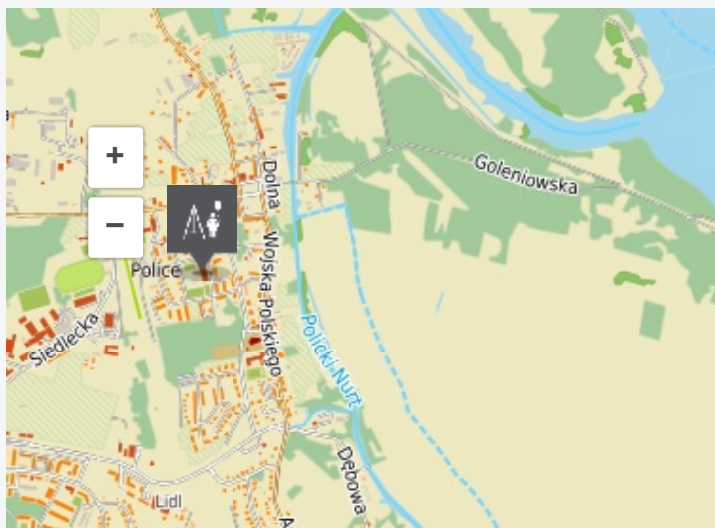 +
−
Dolna
Goleniowska
Wojska Polskiego
Police
Siedlecka
Policki Nurt
Dębowa
Lidl